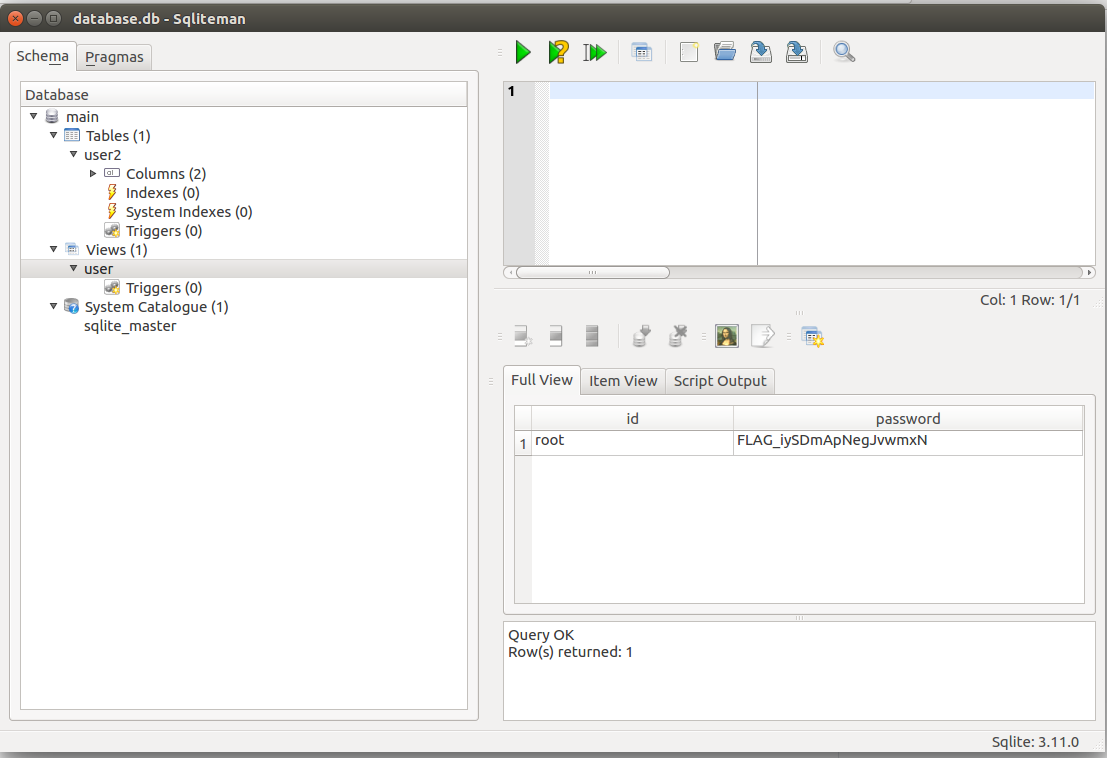 database.db - Sqliteman
Schema Pragmas
Database
main
Tables (1)
user2
Columns (2)
Indexes (0)
System Indexes (0)
Triggers (0)
Views (1)
user
Triggers (0)
System Catalogue (1)
sqlite_master
1
Col: 1 Row: 1/1
Full View Item View Script Output
id password
1 root FLAG_iySDmApNegJvwmxN
Query OK
Row(s) returned: 1
Sqlite: 3.11.0